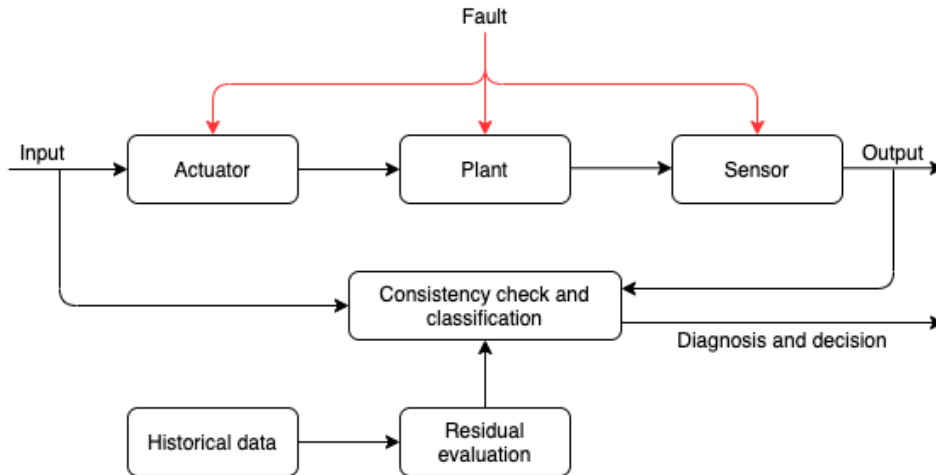 Fault
Input
Actuator
Plant
Sensor
Output
Consistency check and
classification
Diagnosis and decision
Historical data
Residual
evaluation